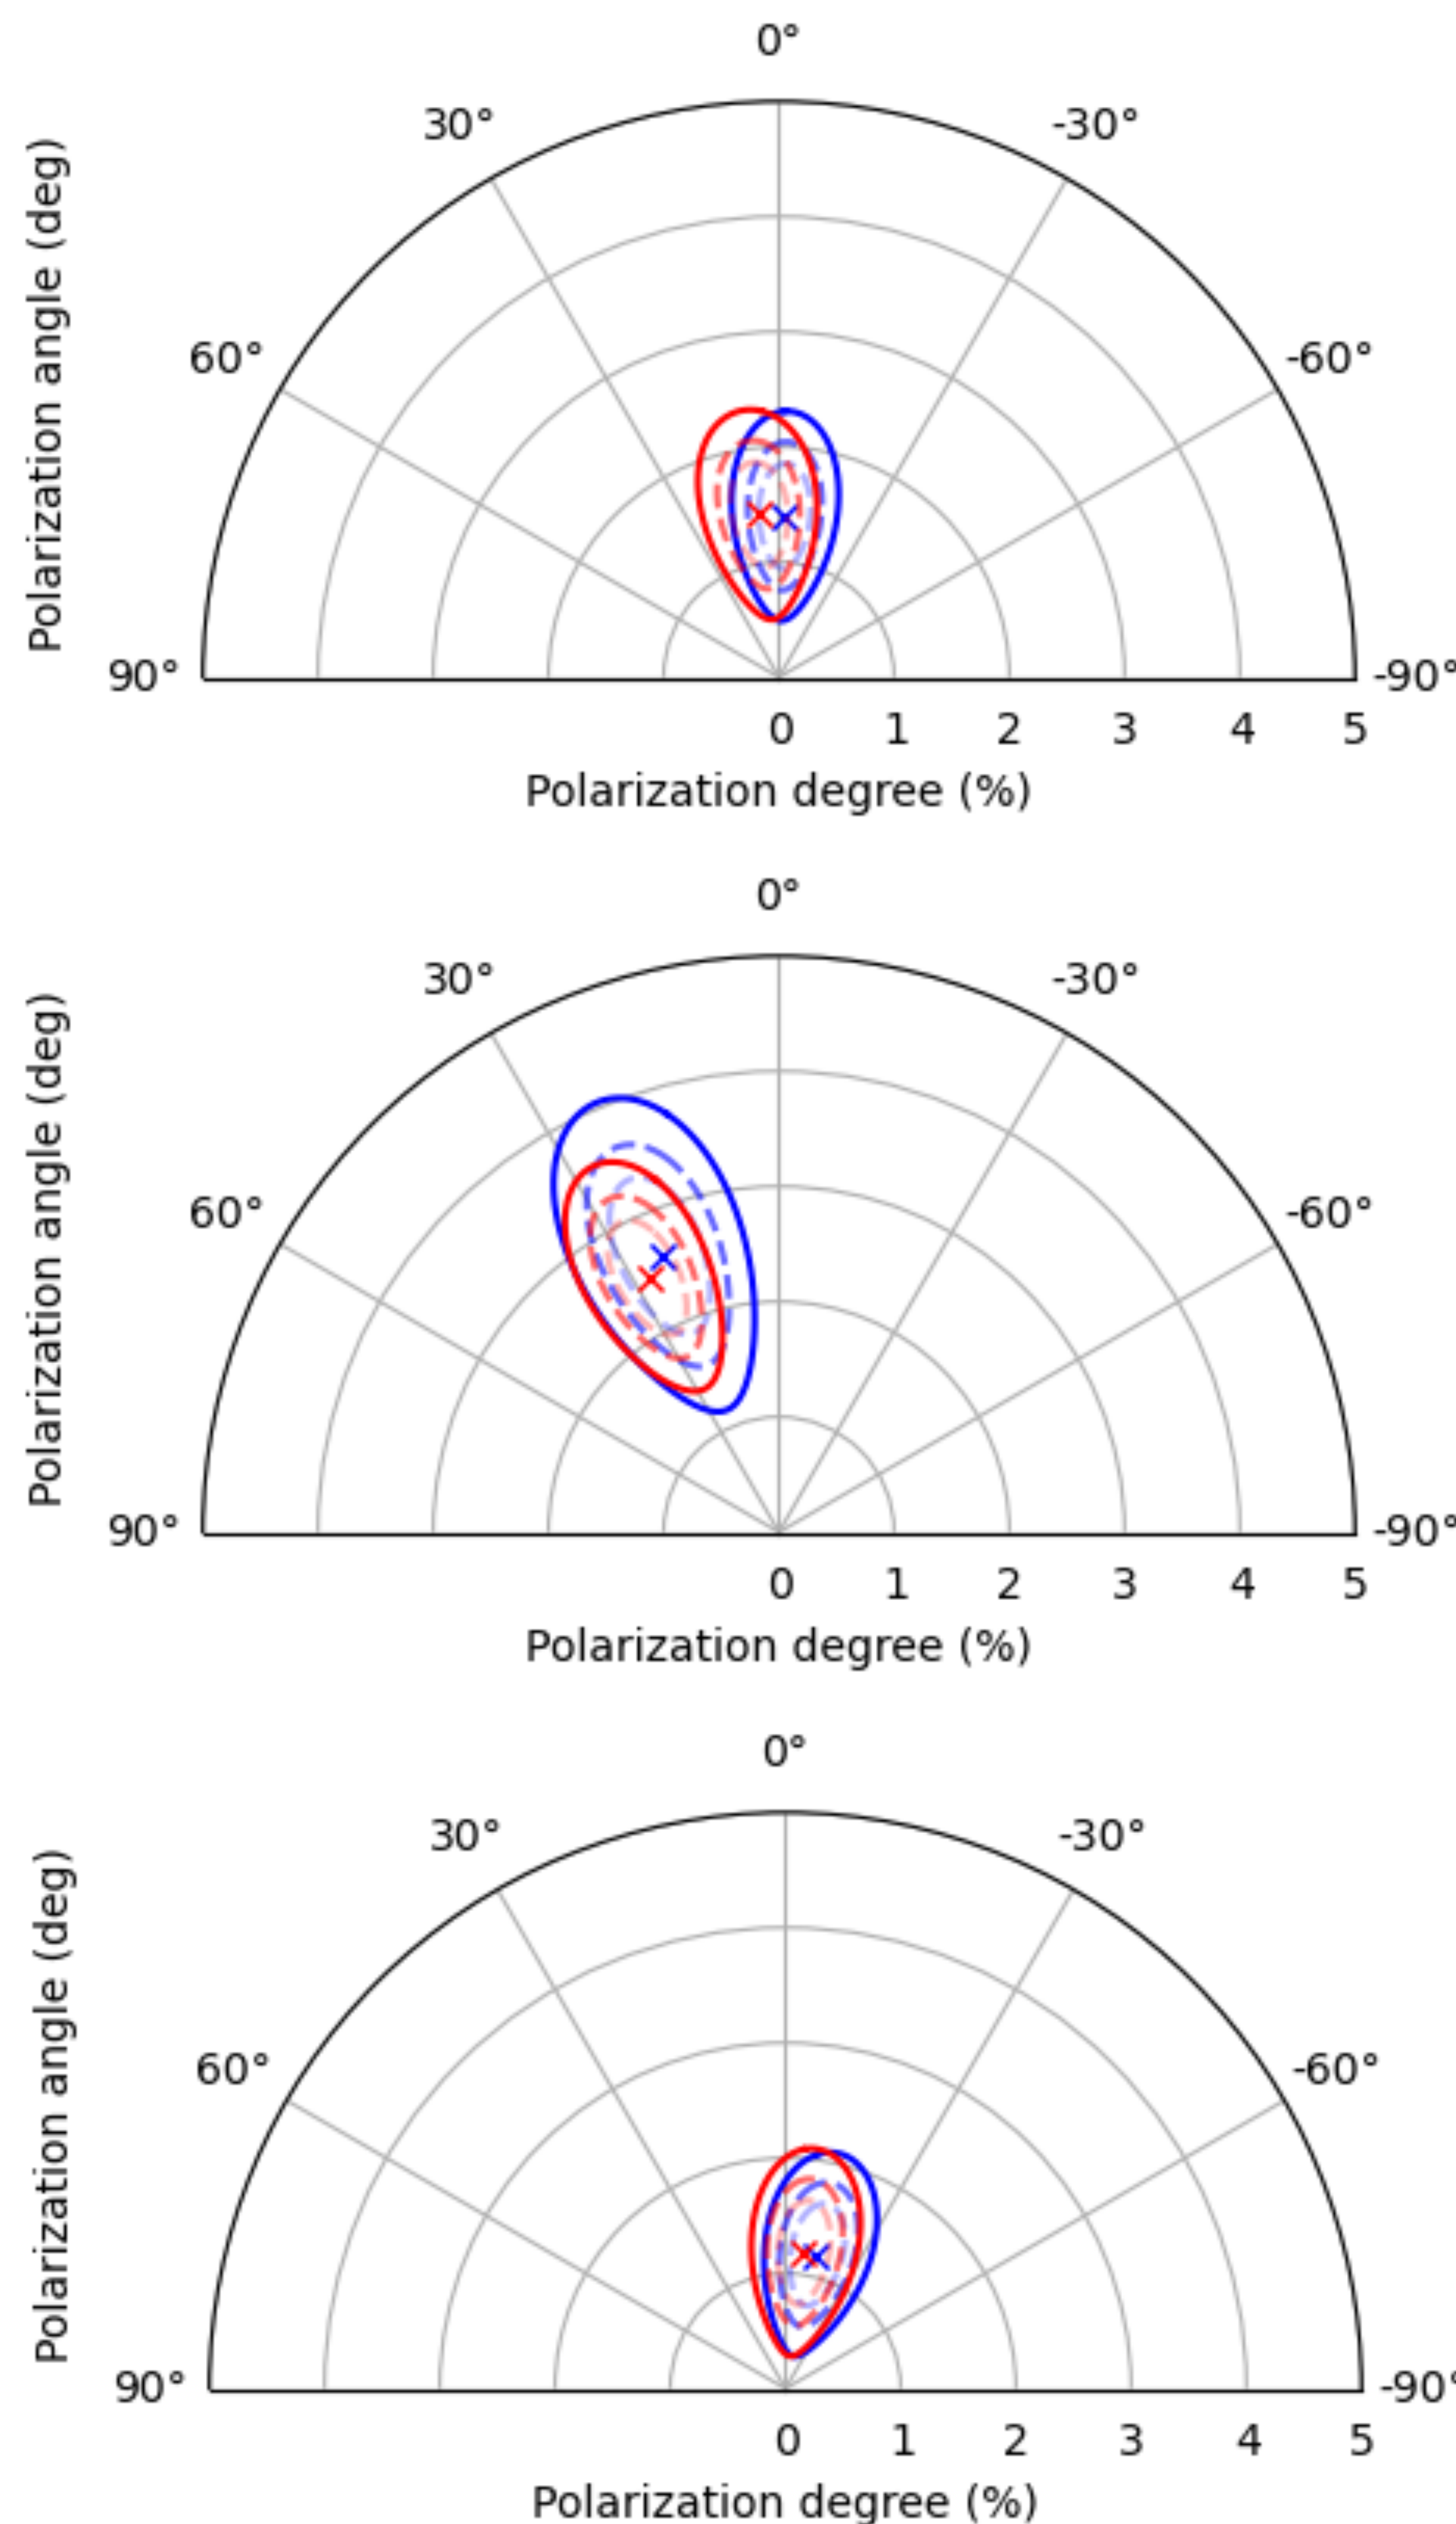 0°
30° -30°
60° -60°
90° -90°
Polarization angle (deg)
0 1 2 3 4 5
Polarization degree (%)
0°
30° -30°
60° -60°
90° -90°
Polarization angle (deg)
0 1 2 3 4 5
Polarization degree (%)
0°
30° -30°
60° -60°
90° -90°
Polarization angle (deg)
0 1 2 3 4 5
Polarization degree (%)